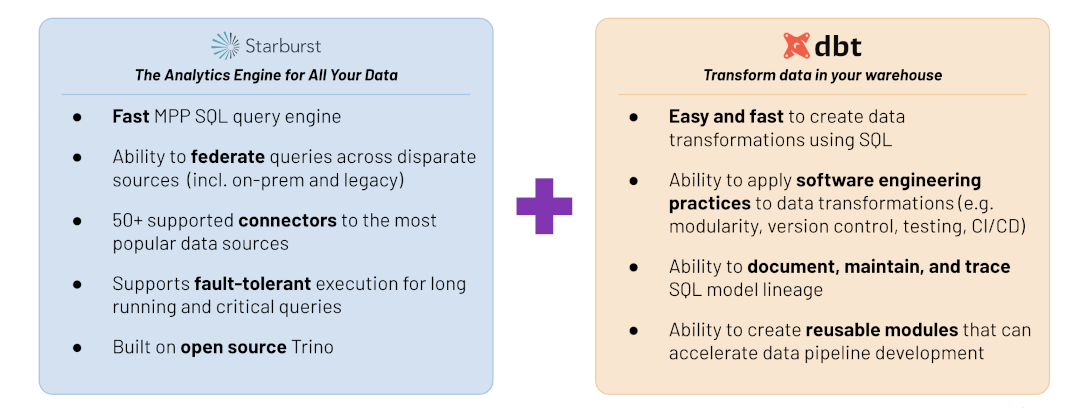 Starburst
The Analytics Engine for All Your Data
● Fast MPP SQL query engine
● Ability to federate queries across disparate
sources (incl. on-prem and legacy)
● 50+ supported connectors to the most
popular data sources
● Supports fault-tolerant execution for long
running and critical queries
● Built on open source Trino
dbt
Transform data in your warehouse
● Easy and fast to create data
transformations using SQL
● Ability to apply software engineering
practices to data transformations (e.g.
modularity, version control, testing, CI/CD)
● Ability to document, maintain, and trace
SQL model lineage
● Ability to create reusable modules that can
accelerate data pipeline development